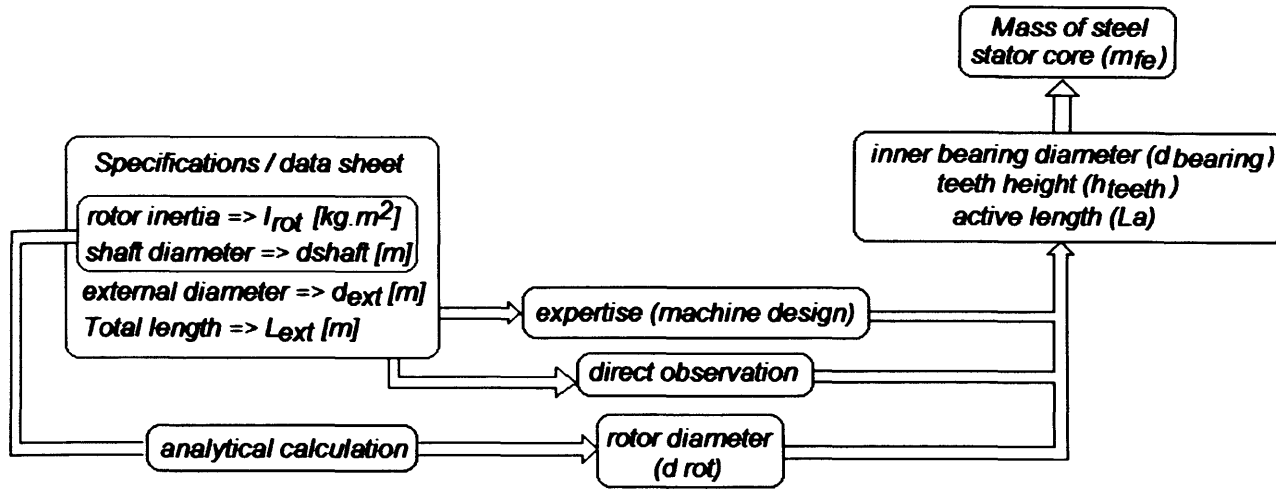 Mass of steel
stator core (mfe)
Specifications / data sheet
rotor inertia => Irot [kg.m2]
shaft diameter => dshaft [m]
external diameter => dext [m]
Total length => Lext [m]
inner bearing diameter (d bearing)
teeth height (hteeth)
active length (La)
expertise (machine design)
direct observation
analytical calculation
rotor diameter
(d rot)